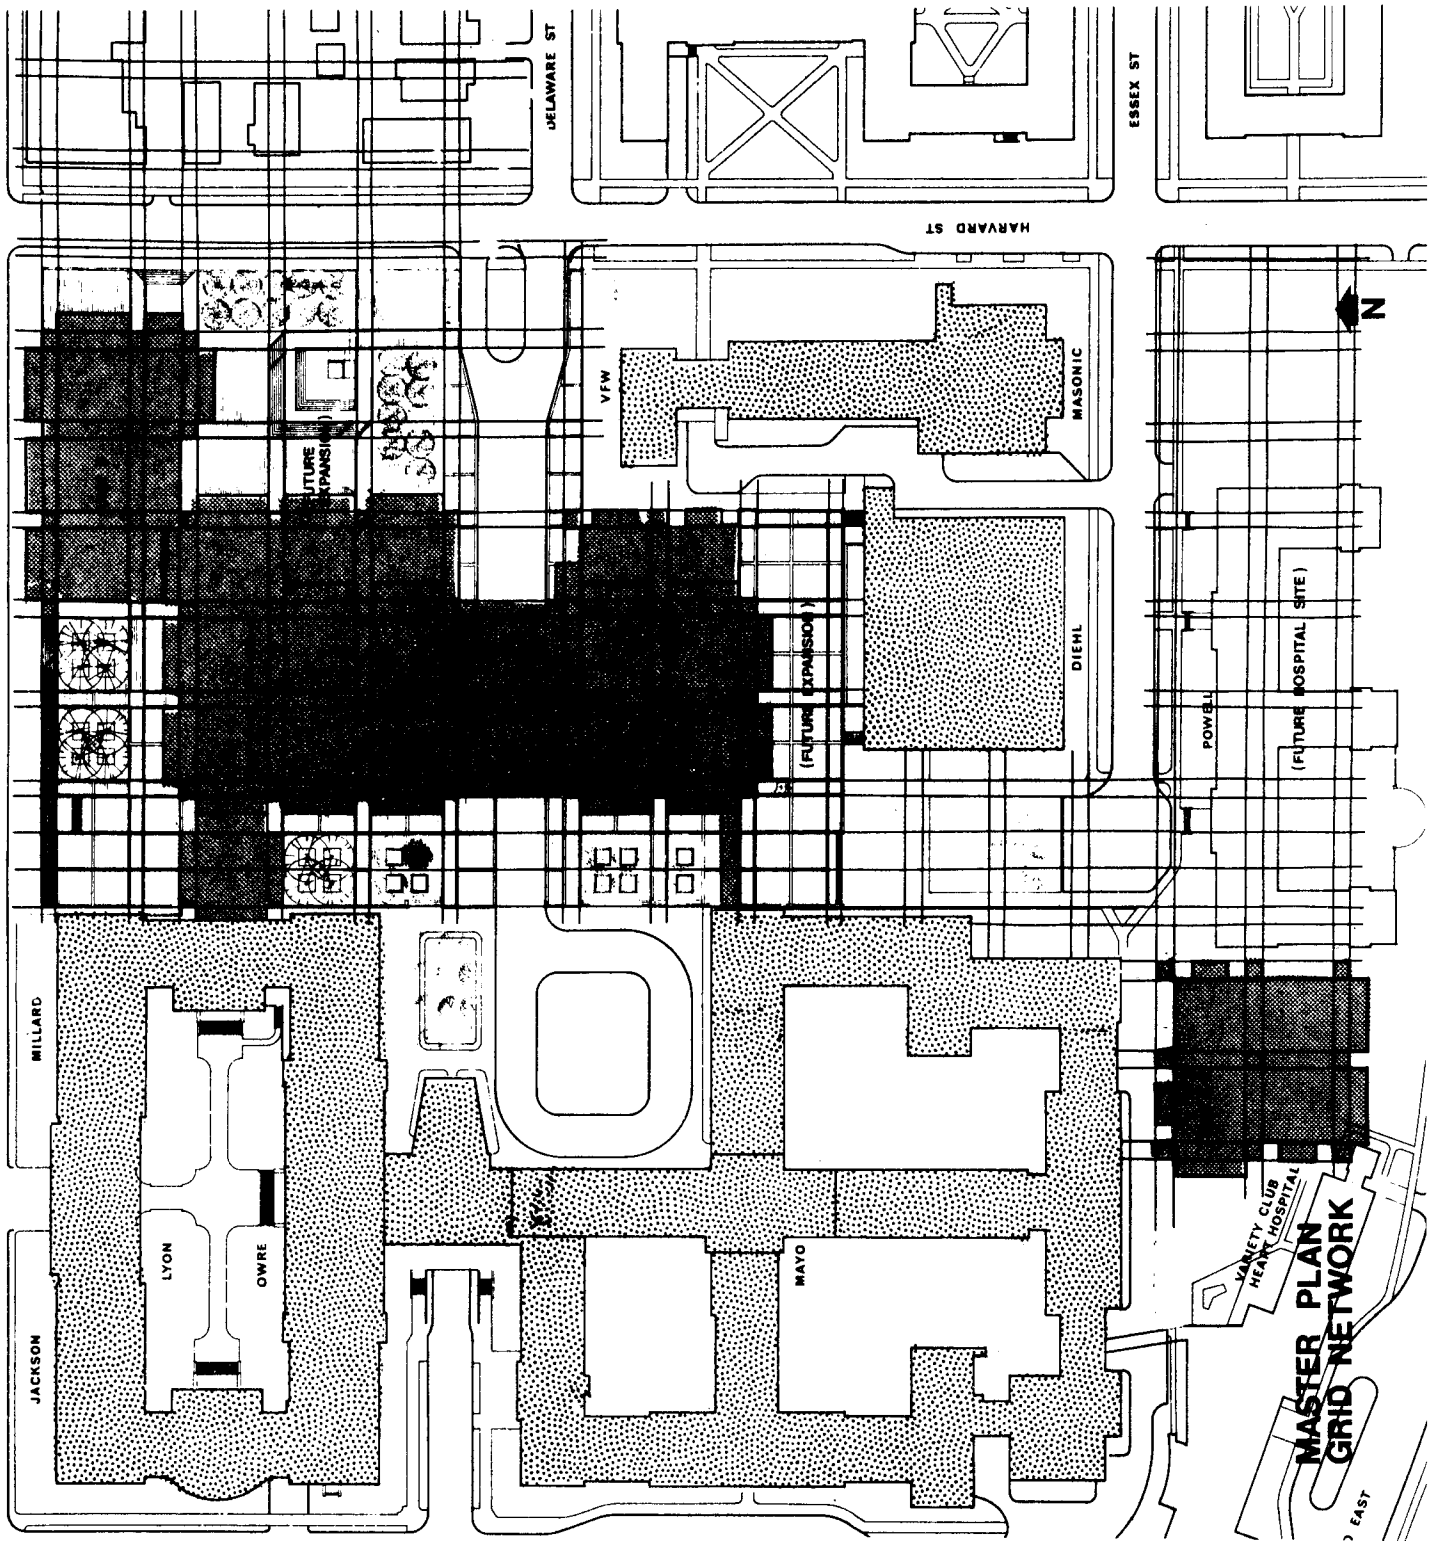 DELAWARE ST
ESSEX ST
HARVARD ST
N
VFW
MASONIC
(FUTURE
EXPANSION)
(FUTURE EXPANSION)
DIEHL
POWELL
(FUTURE HOSPITAL SITE)
MILLARD
LYON
OWRE
JACKSON
MAYO
VARIETY CLUB
HEART HOSPITAL
MASTER PLAN
GRID NETWORK
EAST